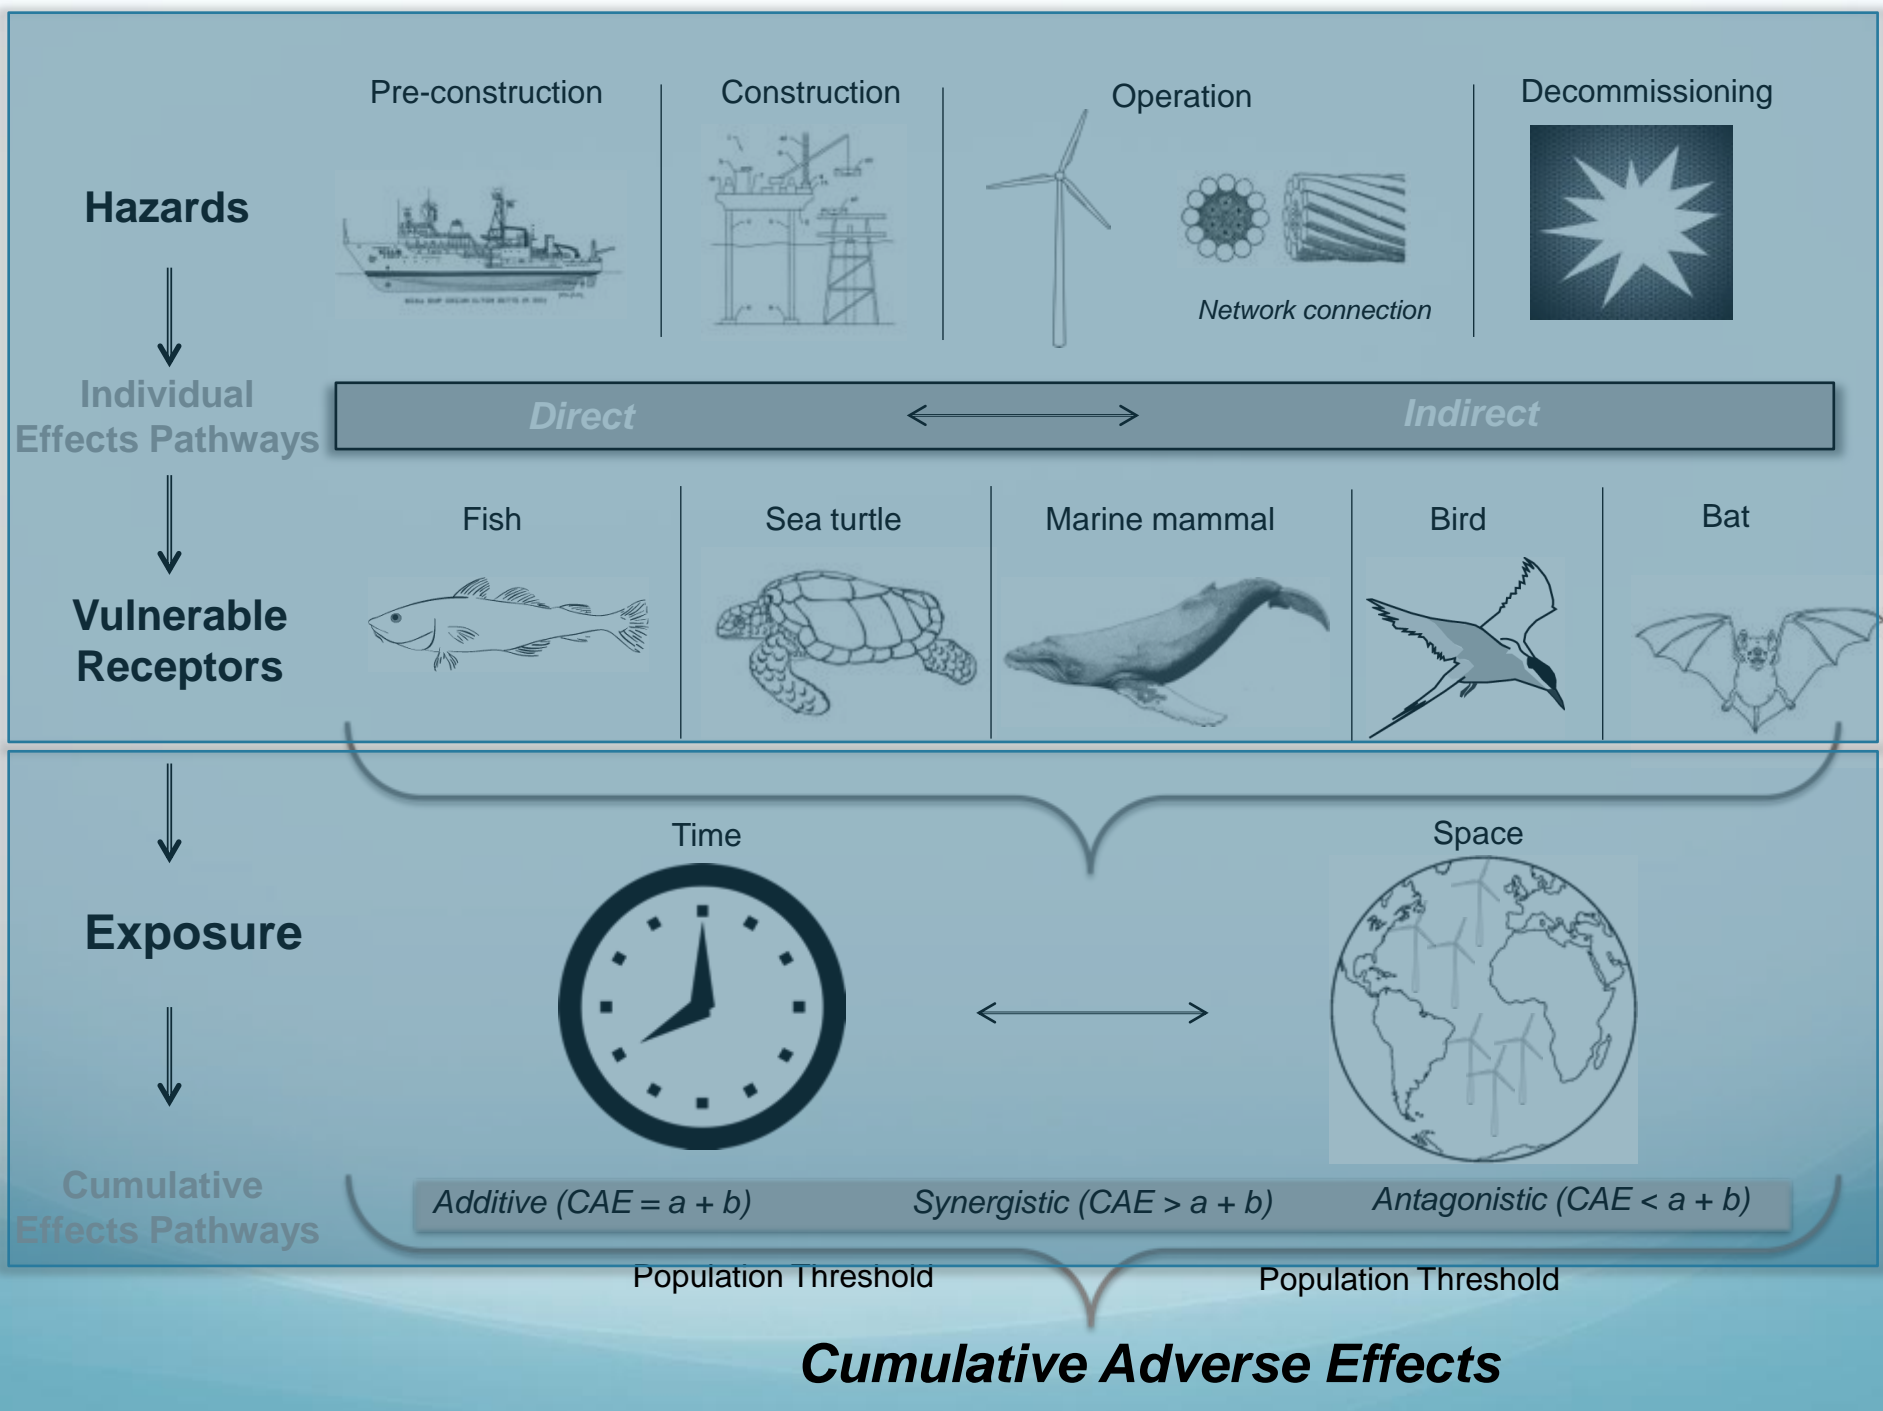 Pre-construction
Construction
Operation
Decommissioning
Hazards
Network connection
Individual
Effects Pathways
Direct
Indirect
Fish
Sea turtle
Marine mammal
Bird
Bat
Vulnerable
Receptors
Time
Space
Exposure
Cumulative
Effects Pathways
Additive (CAE = a + b)
Synergistic (CAE > a + b)
Antagonistic (CAE < a + b)
Population Threshold
Population Threshold
Cumulative Adverse Effects